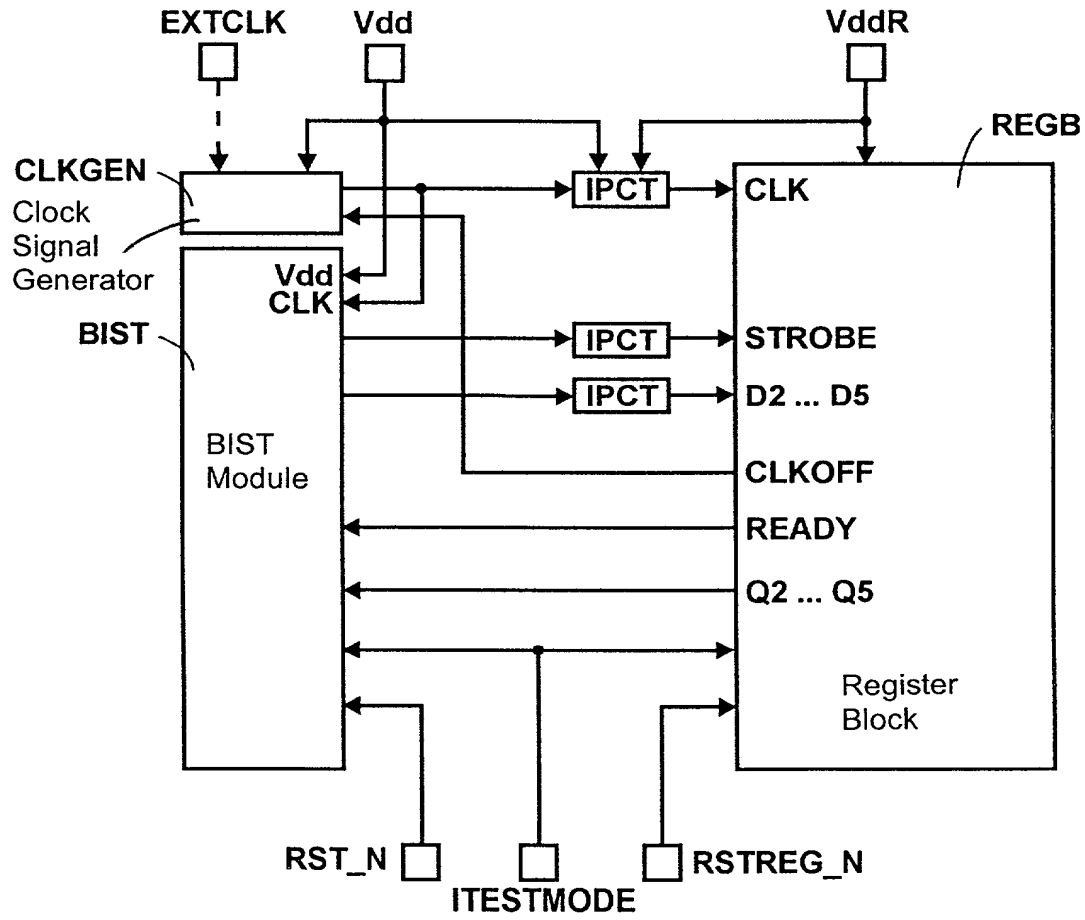 EXTCLK
Vdd
VddR
REGB
CLKGEN
Clock
Signal
Generator
IPCT
CLK
Vdd
CLK
BIST
IPCT
STROBE
IPCT
D2 ... D5
BIST
Module
CLKOFF
READY
Q2 ... Q5
Register
Block
RST_N
ITESTMODE
RSTREG_N